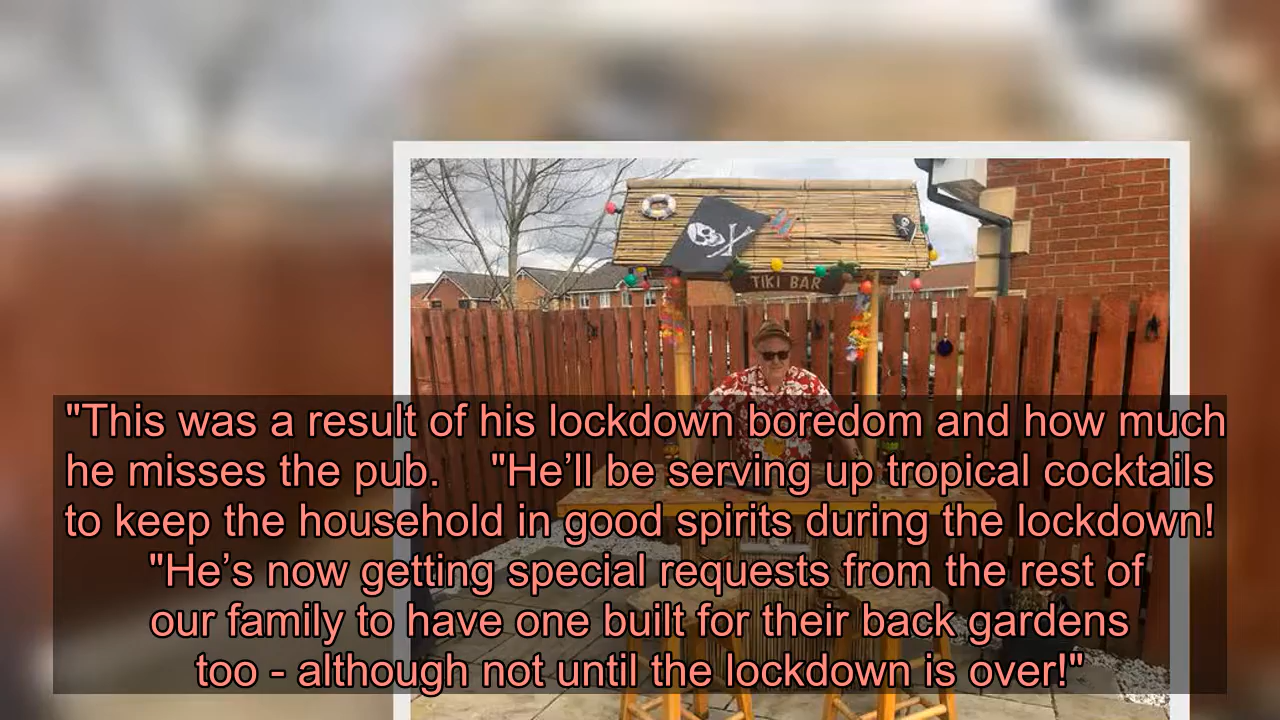 TIKI BAR
"This was a result of his lockdown boredom and how much
he misses the pub.    "He’ll be serving up tropical cocktails
to keep the household in good spirits during the lockdown!
"He’s now getting special requests from the rest of
our family to have one built for their back gardens
too - although not until the lockdown is over!"